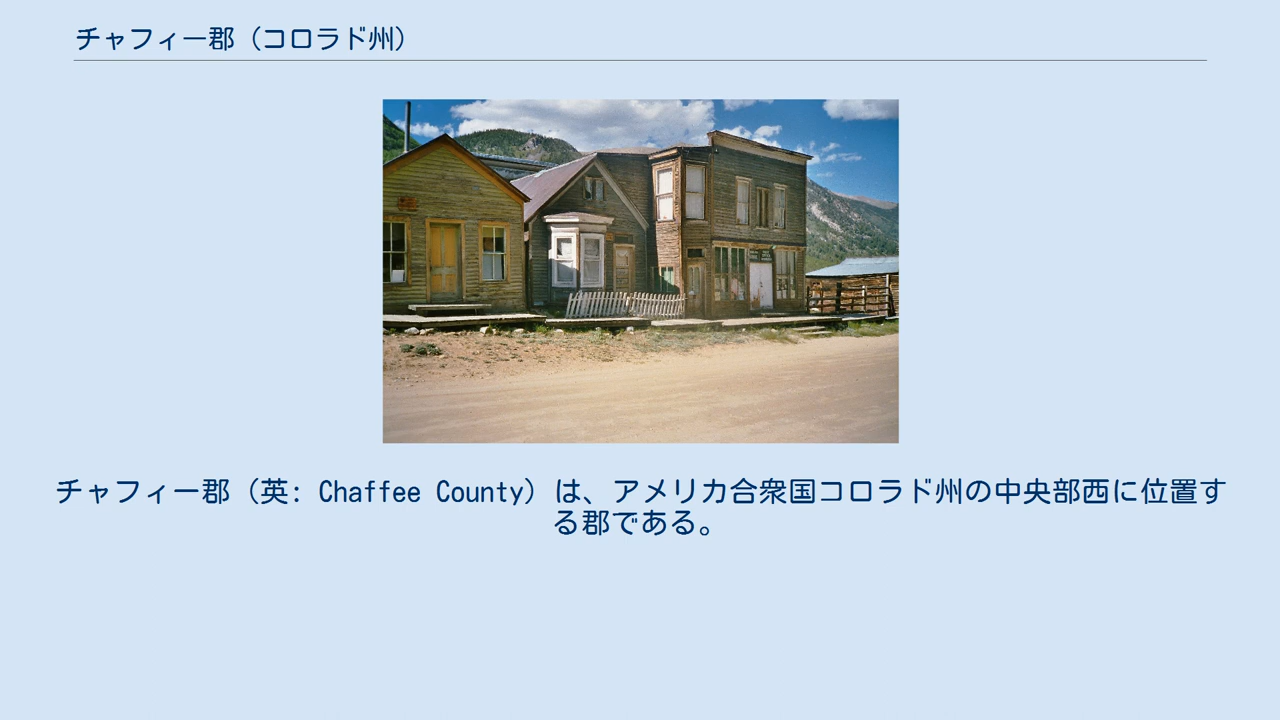 チャフィー郡（コロラド州）
チャフィー郡（英: Chaffee County）は、アメリカ合衆国コロラド州の中央部西に位置す
る郡である。